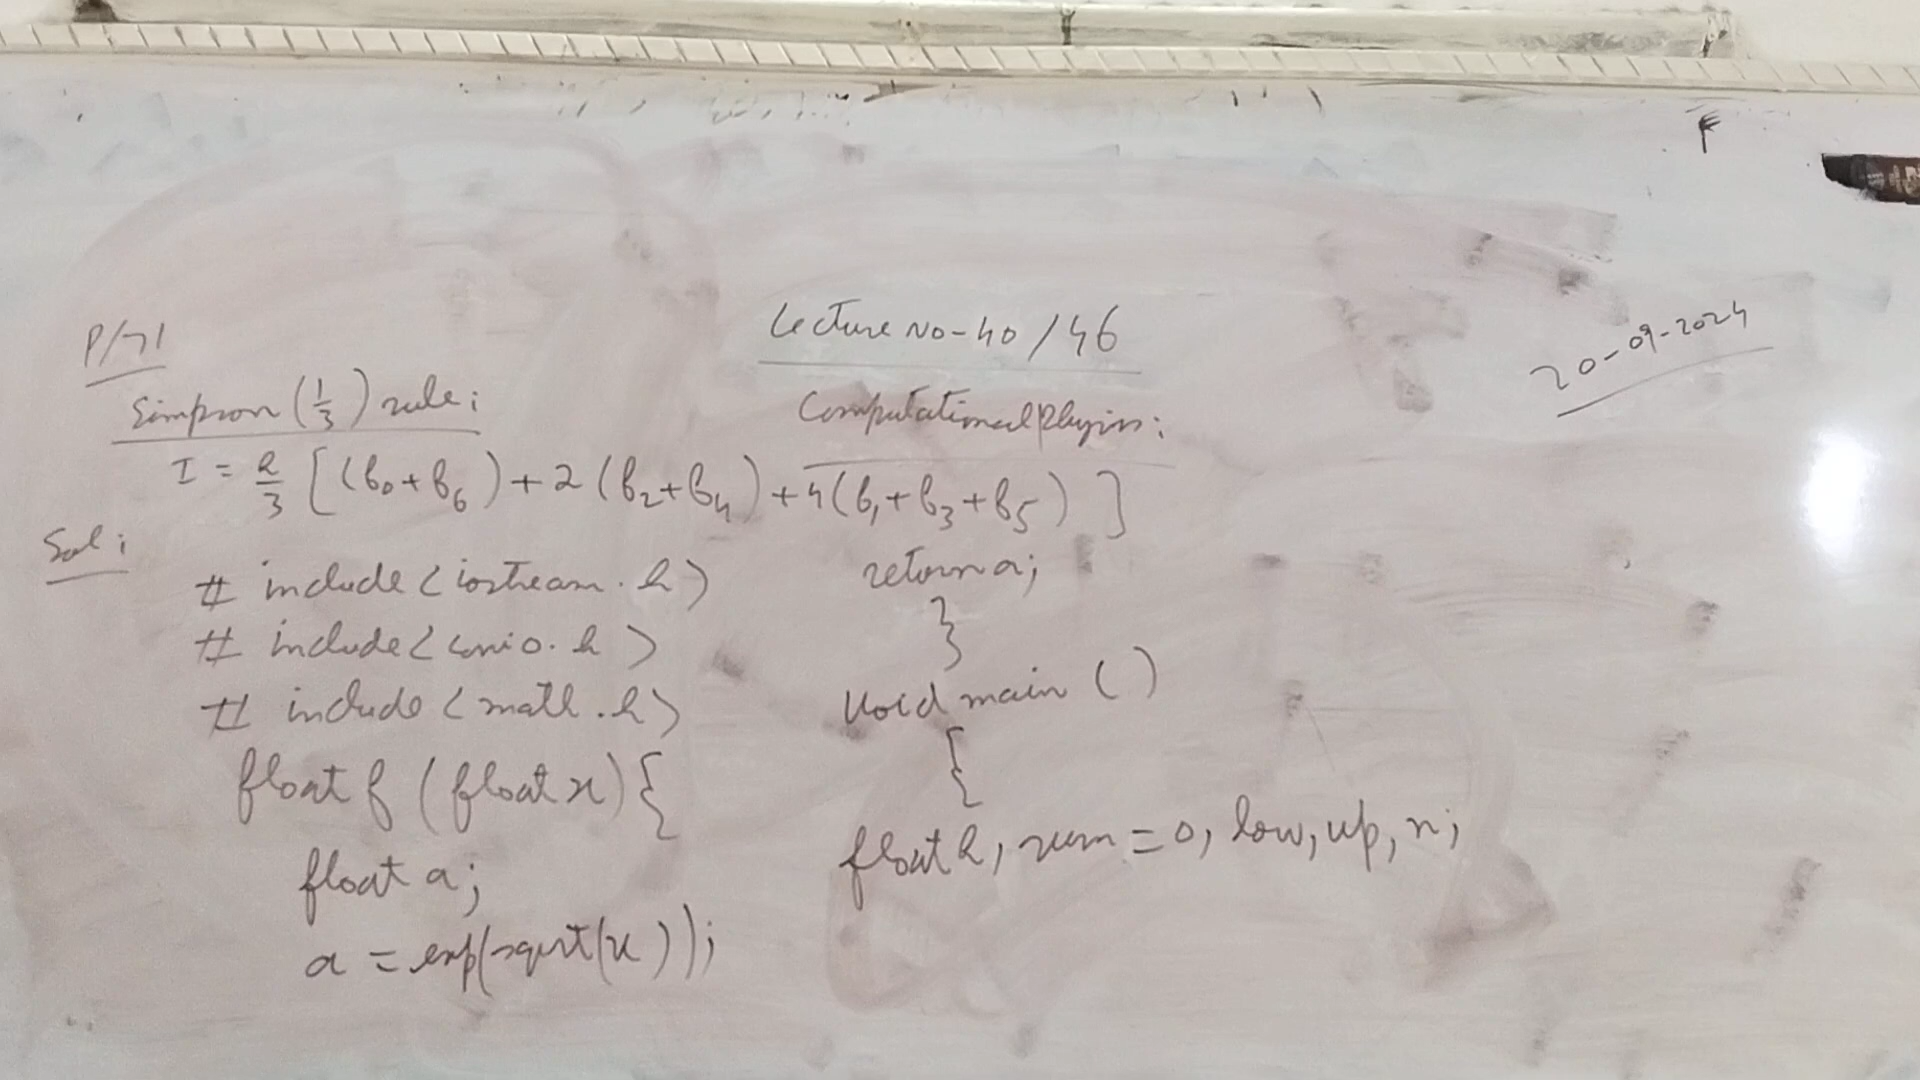 Lecture No-40/46
20-09-2024
P/71
Computational Physics:
Simpson (1/3) rule:
I = h/3 [(f₀+f₆)+2(f₂+f₄)+4(f₁+f₃+f₅)]
Sol:
# include <iostream.h>
# include <conio.h>
# include <math.h>
float f (float x) {
float a;
a = exp(sqrt(x));
return a;
}
Void main ()
{
float h, sum = 0, low, up, n;